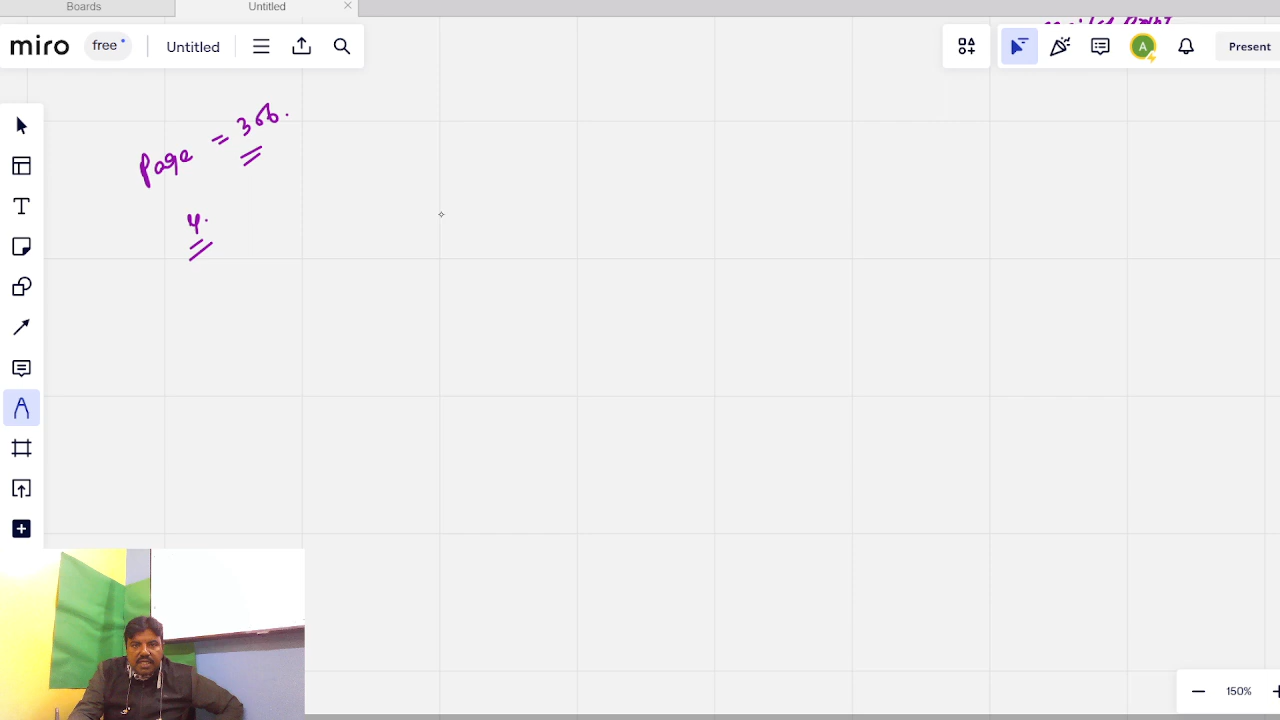 Boards Untitled
miro free Untitled
A Present
Page = 366.
4.
150%